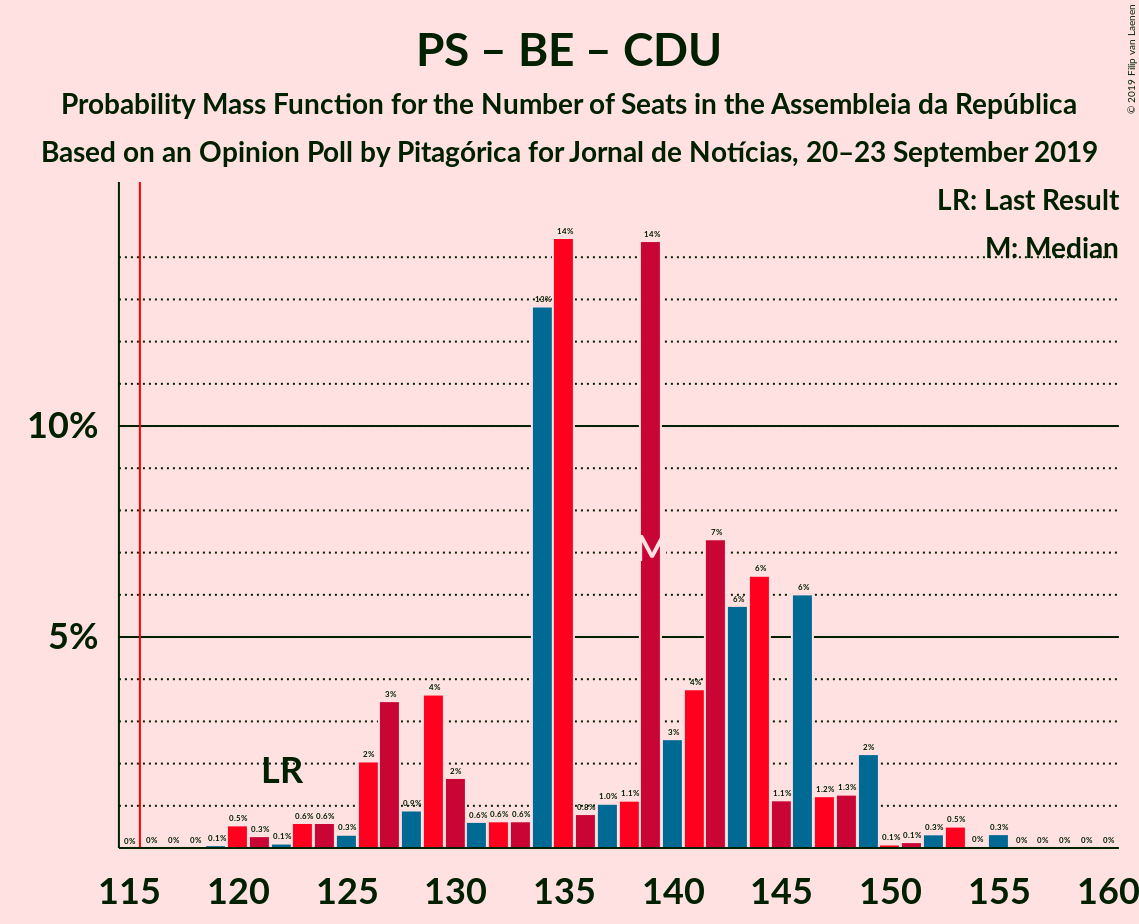 PS – BE – CDU
Probability Mass Function for the Number of Seats in the Assembleia da República
Based on an Opinion Poll by Pitagórica for Jornal de Notícias, 20–23 September 2019
© 2019 Filip van Laenen
LR: Last Result
M: Median
10%
5%
0% 0% 0% 0% 0.1% 0.5% 0.3% 0.1% 0.6% 0.6% 0.3% 2% 3% 0.9% 4% 2% 0.6% 0.6% 0.6% 13% 14% 0.8% 1.0% 1.1% 14% 3% 4% 7% 6% 6% 1.1% 6% 1.2% 1.3% 2% 0.1% 0.1% 0.3% 0.5% 0% 0.3% 0% 0% 0% 0% 0%
M
LR
115 120 125 130 135 140 145 150 155 160